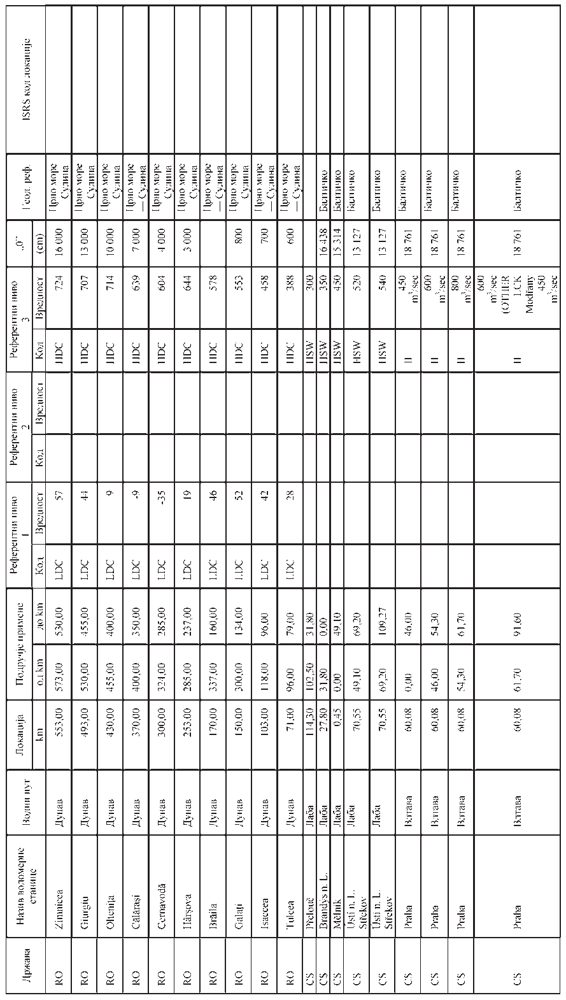 Држава | Назив водомерне станице | Водни пут | Локација | Подручје примене | Референтни ниво 1 | Референтни ниво 2 | Референтни ниво 3 | „0“ | Геод. реф. | ISRS код локације
km | од km | до km | Код | Вредност | Код | Вредност | Код | Вредност | (cm)
RO | Zimnicea | Дунав | 553,00 | 573,00 | 530,00 | LDC | 57 | HDC | 724 | 16 000 | Црно море Сулина
RO | Giurgiu | Дунав | 493,00 | 530,00 | 455,00 | LDC | 44 | HDC | 707 | 13 000 | Црно море Сулина
RO | Oltenița | Дунав | 430,00 | 455,00 | 400,00 | LDC | 9 | HDC | 714 | 10 000 | Црно море Сулина
RO | Călărași | Дунав | 370,00 | 400,00 | 350,00 | LDC | -9 | HDC | 639 | 7 000 | Црно море — Сулина
RO | Cernavodă | Дунав | 300,00 | 324,00 | 285,00 | LDC | -35 | HDC | 604 | 4 000 | Црно море Сулина
RO | Hârșova | Дунав | 253,00 | 285,00 | 237,00 | LDC | 19 | HDC | 644 | 3 000 | Црно море Сулина
RO | Brăila | Дунав | 170,00 | 337,00 | 160,00 | LDC | 46 | HDC | 578 | Црно море — Сулина
RO | Galați | Дунав | 150,00 | 300,00 | 134,00 | LDC | 52 | HDC | 553 | 800 | Црно море Сулина
RO | Isaccea | Дунав | 103,00 | 118,00 | 96,00 | LDC | 42 | HDC | 458 | 700 | Црно море — Сулина
RO | Tulcea | Дунав | 71,00 | 96,00 | 79,00 | LDC | 28 | HDC | 388 | 600 | Црно море — Сулина
CS | Přelouč | Лаба | 114,30 | 102,50 | 31,80 | HSW | 300
CS | Brandýs n. L. | Лаба | 27,80 | 31,80 | 0,00 | HSW | 350 | 16 438 | Балтичко
CS | Mělník | Лаба | 0,45 | 0,00 | 49,10 | HSW | 450 | 15 314 | Балтичко
CS | Ústí n. L. Střekov | Лаба | 70,55 | 49,10 | 69,20 | HSW | 520 | 13 127 | Балтичко
CS | Ústí n. L. Střekov | Лаба | 70,55 | 69,20 | 109,27 | HSW | 540 | 13 127 | Балтичко
CS | Praha | Влтава | 60,08 | 0,00 | 46,00 | H | 450 m³/sec | 18 761 | Балтичко
CS | Praha | Влтава | 60,08 | 46,00 | 54,30 | H | 600 m³/sec | 18 761 | Балтичко
CS | Praha | Влтава | 60,08 | 54,30 | 61,70 | H | 800 m³/sec | 18 761 | Балтичко
CS | Praha | Влтава | 60,08 | 61,70 | 91,60 | H | 600 m³/sec (OTHER LCK Modřany 450 m³/sec | 18 761 | Балтичко